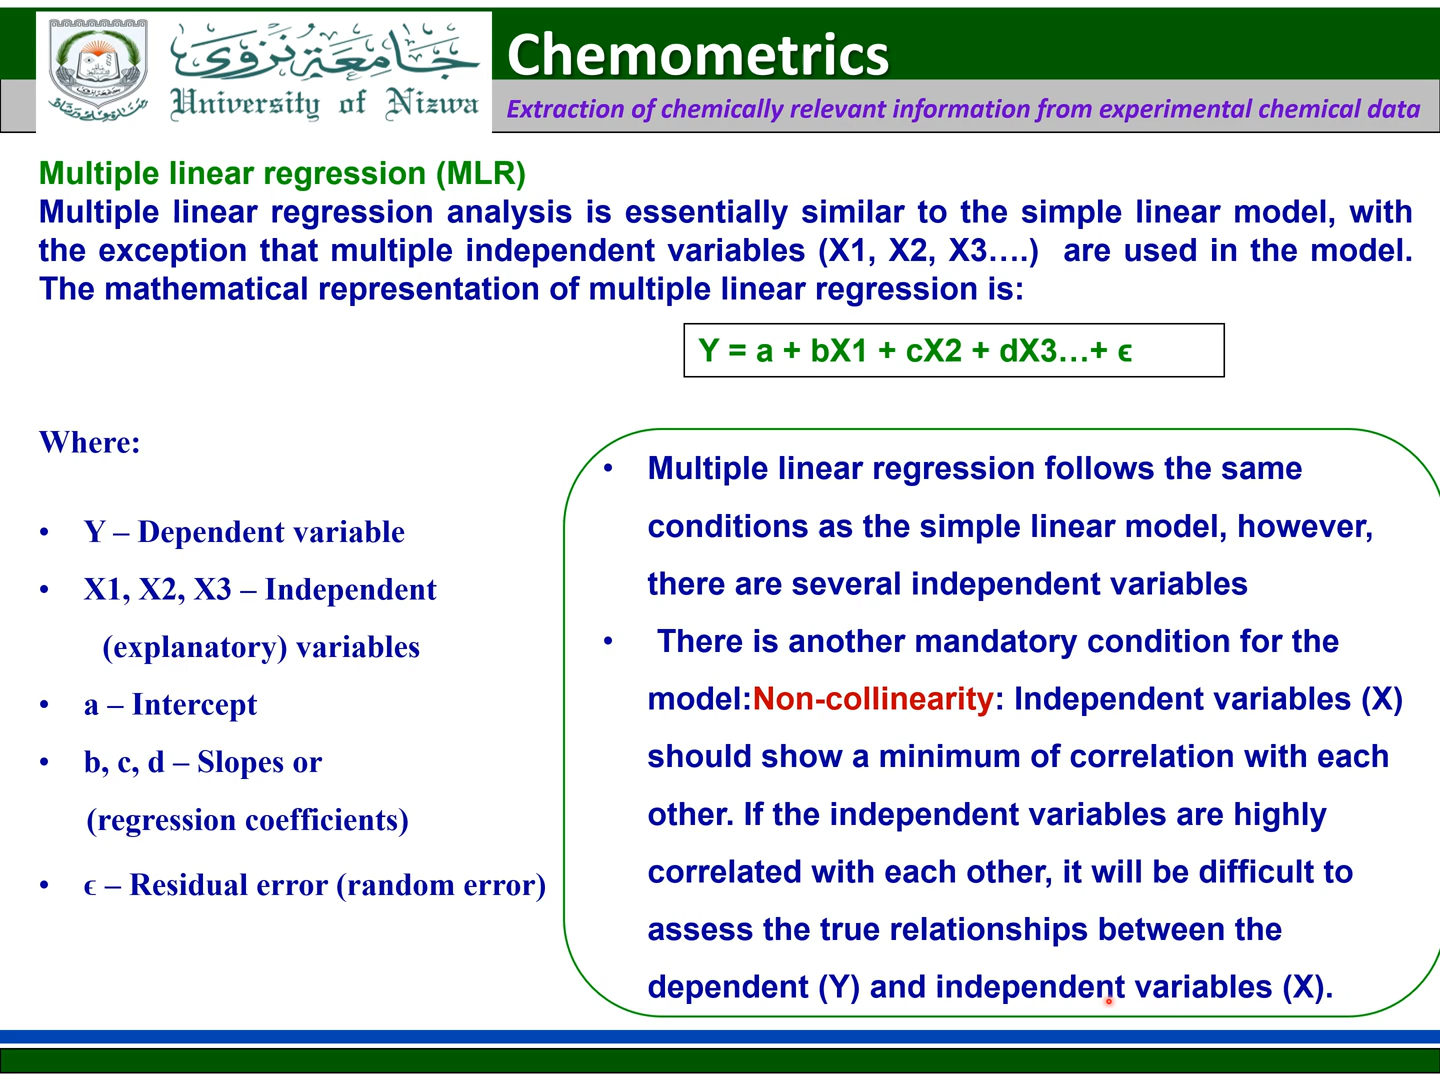 جامعة نزوى
University of Nizwa
Chemometrics
Extraction of chemically relevant information from experimental chemical data
Multiple linear regression (MLR)
Multiple linear regression analysis is essentially similar to the simple linear model, with
the exception that multiple independent variables (X1, X2, X3….) are used in the model.
The mathematical representation of multiple linear regression is:
Y = a + bX1 + cX2 + dX3…+ ϵ
Where:
• Y – Dependent variable
• X1, X2, X3 – Independent
(explanatory) variables
• a – Intercept
• b, c, d – Slopes or
(regression coefficients)
• ϵ – Residual error (random error)
• Multiple linear regression follows the same
conditions as the simple linear model, however,
there are several independent variables
• There is another mandatory condition for the
model:Non-collinearity: Independent variables (X)
should show a minimum of correlation with each
other. If the independent variables are highly
correlated with each other, it will be difficult to
assess the true relationships between the
dependent (Y) and independent variables (X).